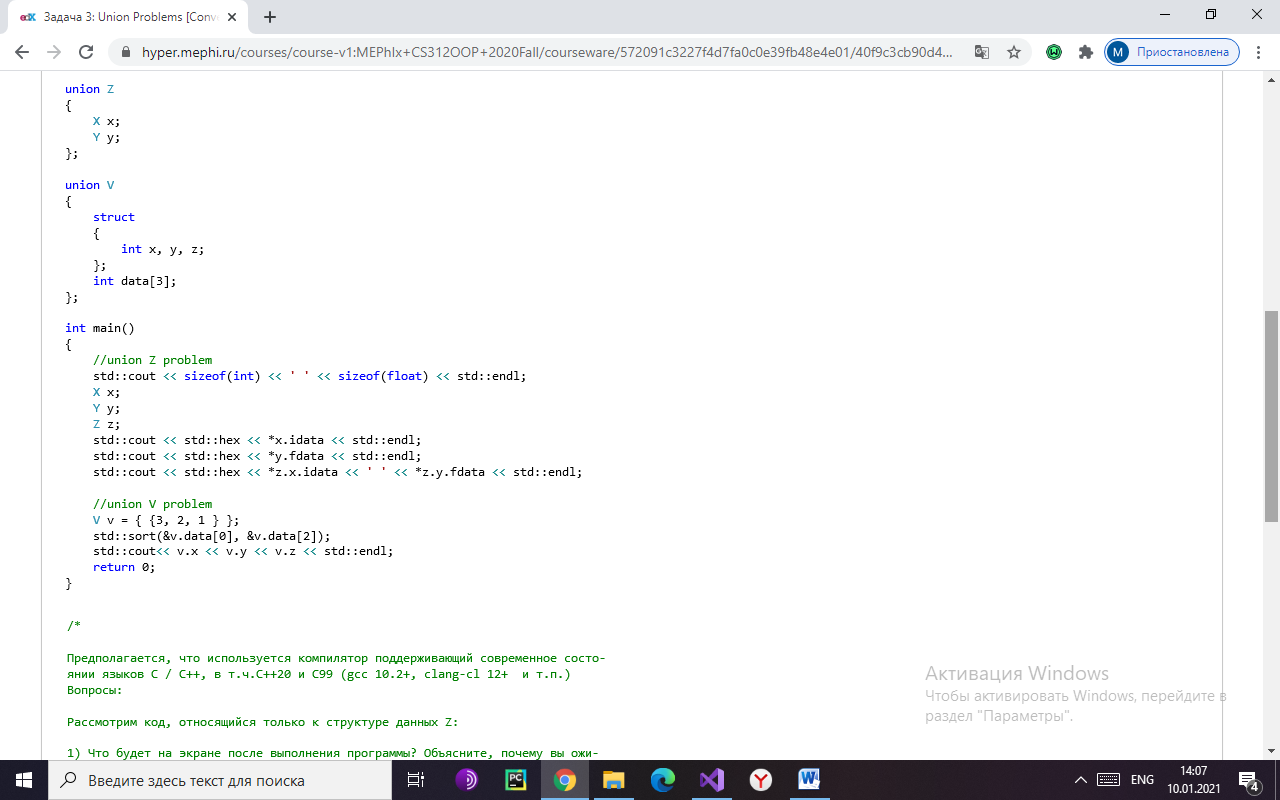 Задача 3: Union Problems [Conv
hyper.mephi.ru/courses/course-v1:MEPhIx+CS312OOP+2020Fall/courseware/572091c3227f4d7fa0c0e39fb48e4e01/40f9c3cb90d4...
M Приостановлена
union Z
{
X x;
Y y;
};
union V
{
struct
{
int x, y, z;
};
int data[3];
};
int main()
{
//union Z problem
std::cout << sizeof(int) << ' ' << sizeof(float) << std::endl;
X x;
Y y;
Z z;
std::cout << std::hex << *x.idata << std::endl;
std::cout << std::hex << *y.fdata << std::endl;
std::cout << std::hex << *z.x.idata << ' ' << *z.y.fdata << std::endl;
//union V problem
V v = { {3, 2, 1 } };
std::sort(&v.data[0], &v.data[2]);
std::cout<< v.x << v.y << v.z << std::endl;
return 0;
}
/*
Предполагается, что используется компилятор поддерживающий современное состо-
янии языков C / C++, в т.ч.C++20 и C99 (gcc 10.2+, clang-cl 12+ и т.п.)
Вопросы:
Рассмотрим код, относящийся только к структуре данных Z:
1) Что будет на экране после выполнения программы? Объясните, почему вы ожи-
Активация Windows
Чтобы активировать Windows, перейдите в
раздел "Параметры".
Введите здесь текст для поиска
PC
ENG
14:07
10.01.2021
4